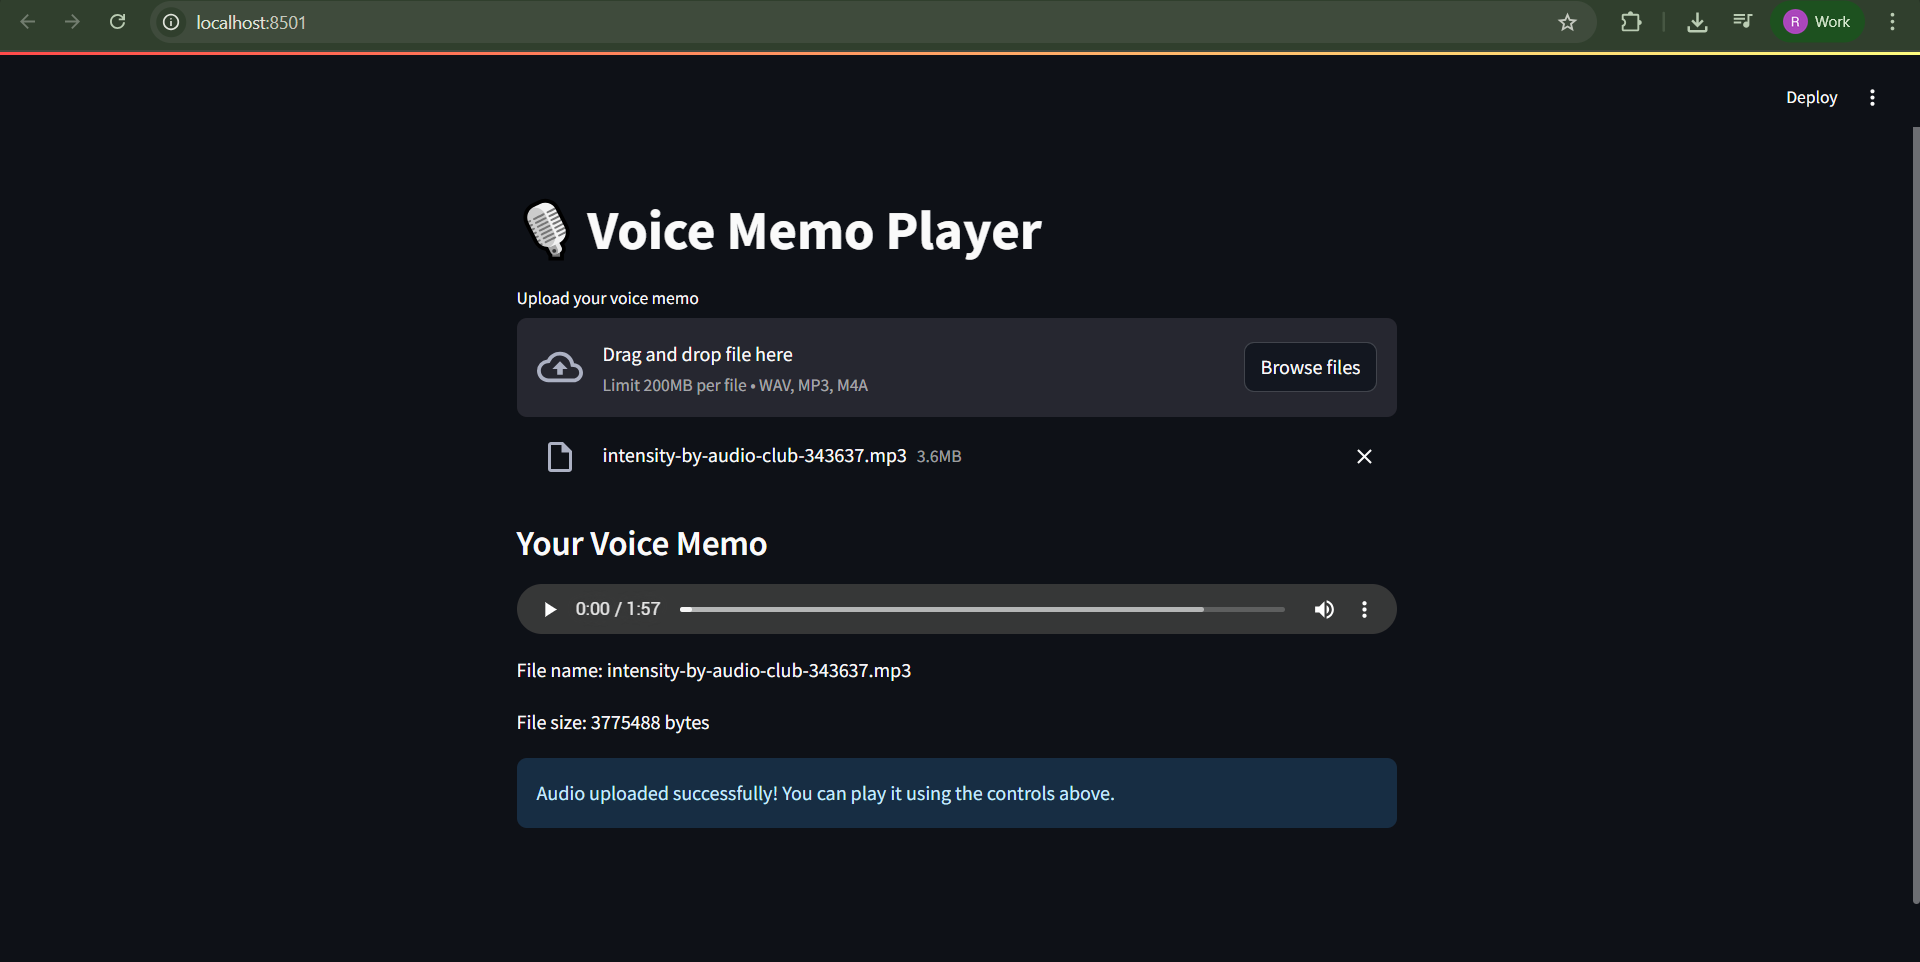 localhost:8501
R Work
Deploy
Voice Memo Player
Upload your voice memo
Drag and drop file here
Limit 200MB per file • WAV, MP3, M4A
Browse files
intensity-by-audio-club-343637.mp3 3.6MB
Your Voice Memo
0:00 / 1:57
File name: intensity-by-audio-club-343637.mp3
File size: 3775488 bytes
Audio uploaded successfully! You can play it using the controls above.